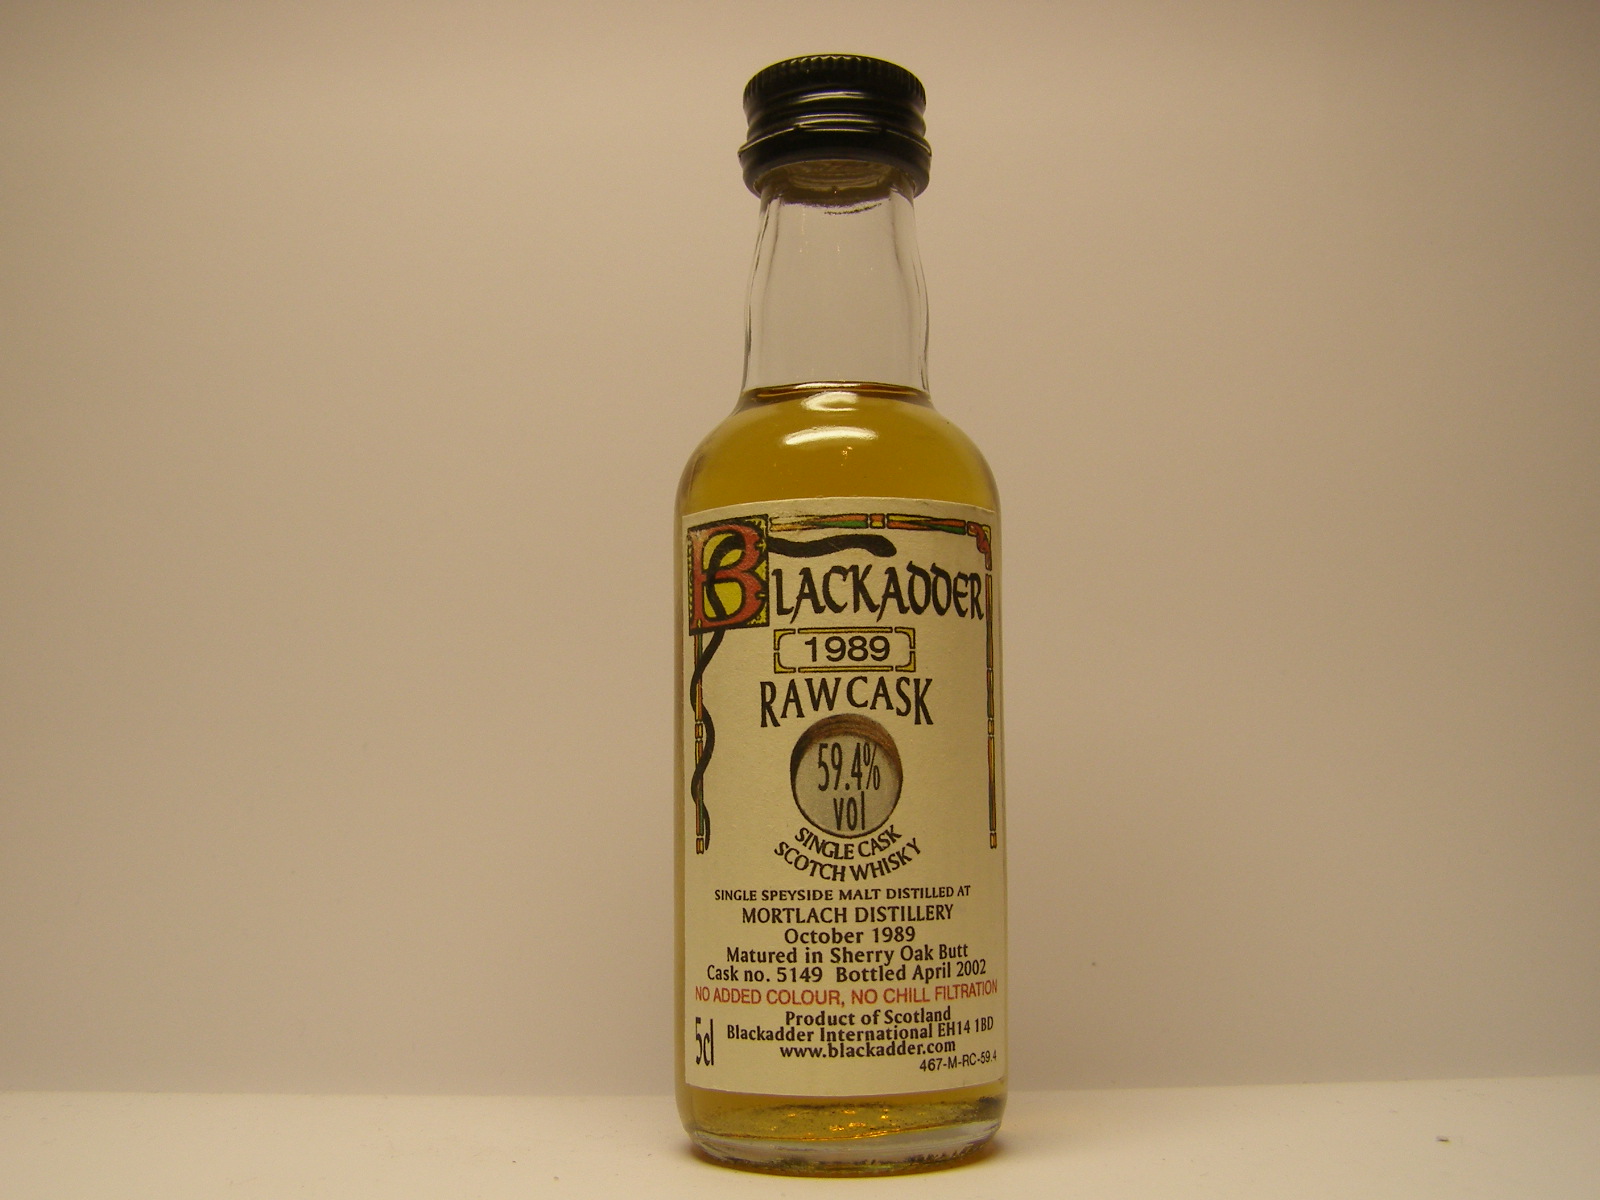 BLACKADDER
1989
RAW CASK
59.4%
vol
SINGLE CASK
SCOTCH WHISKY
SINGLE SPEYSIDE MALT DISTILLED AT
MORTLACH DISTILLERY
October 1989
Matured in Sherry Oak Butt
Cask no. 5149 Bottled April 2002
NO ADDED COLOUR, NO CHILL FILTRATION
Product of Scotland
Blackadder International EH14 1BD
www.blackadder.com
5cl
467-M-RC-59.4